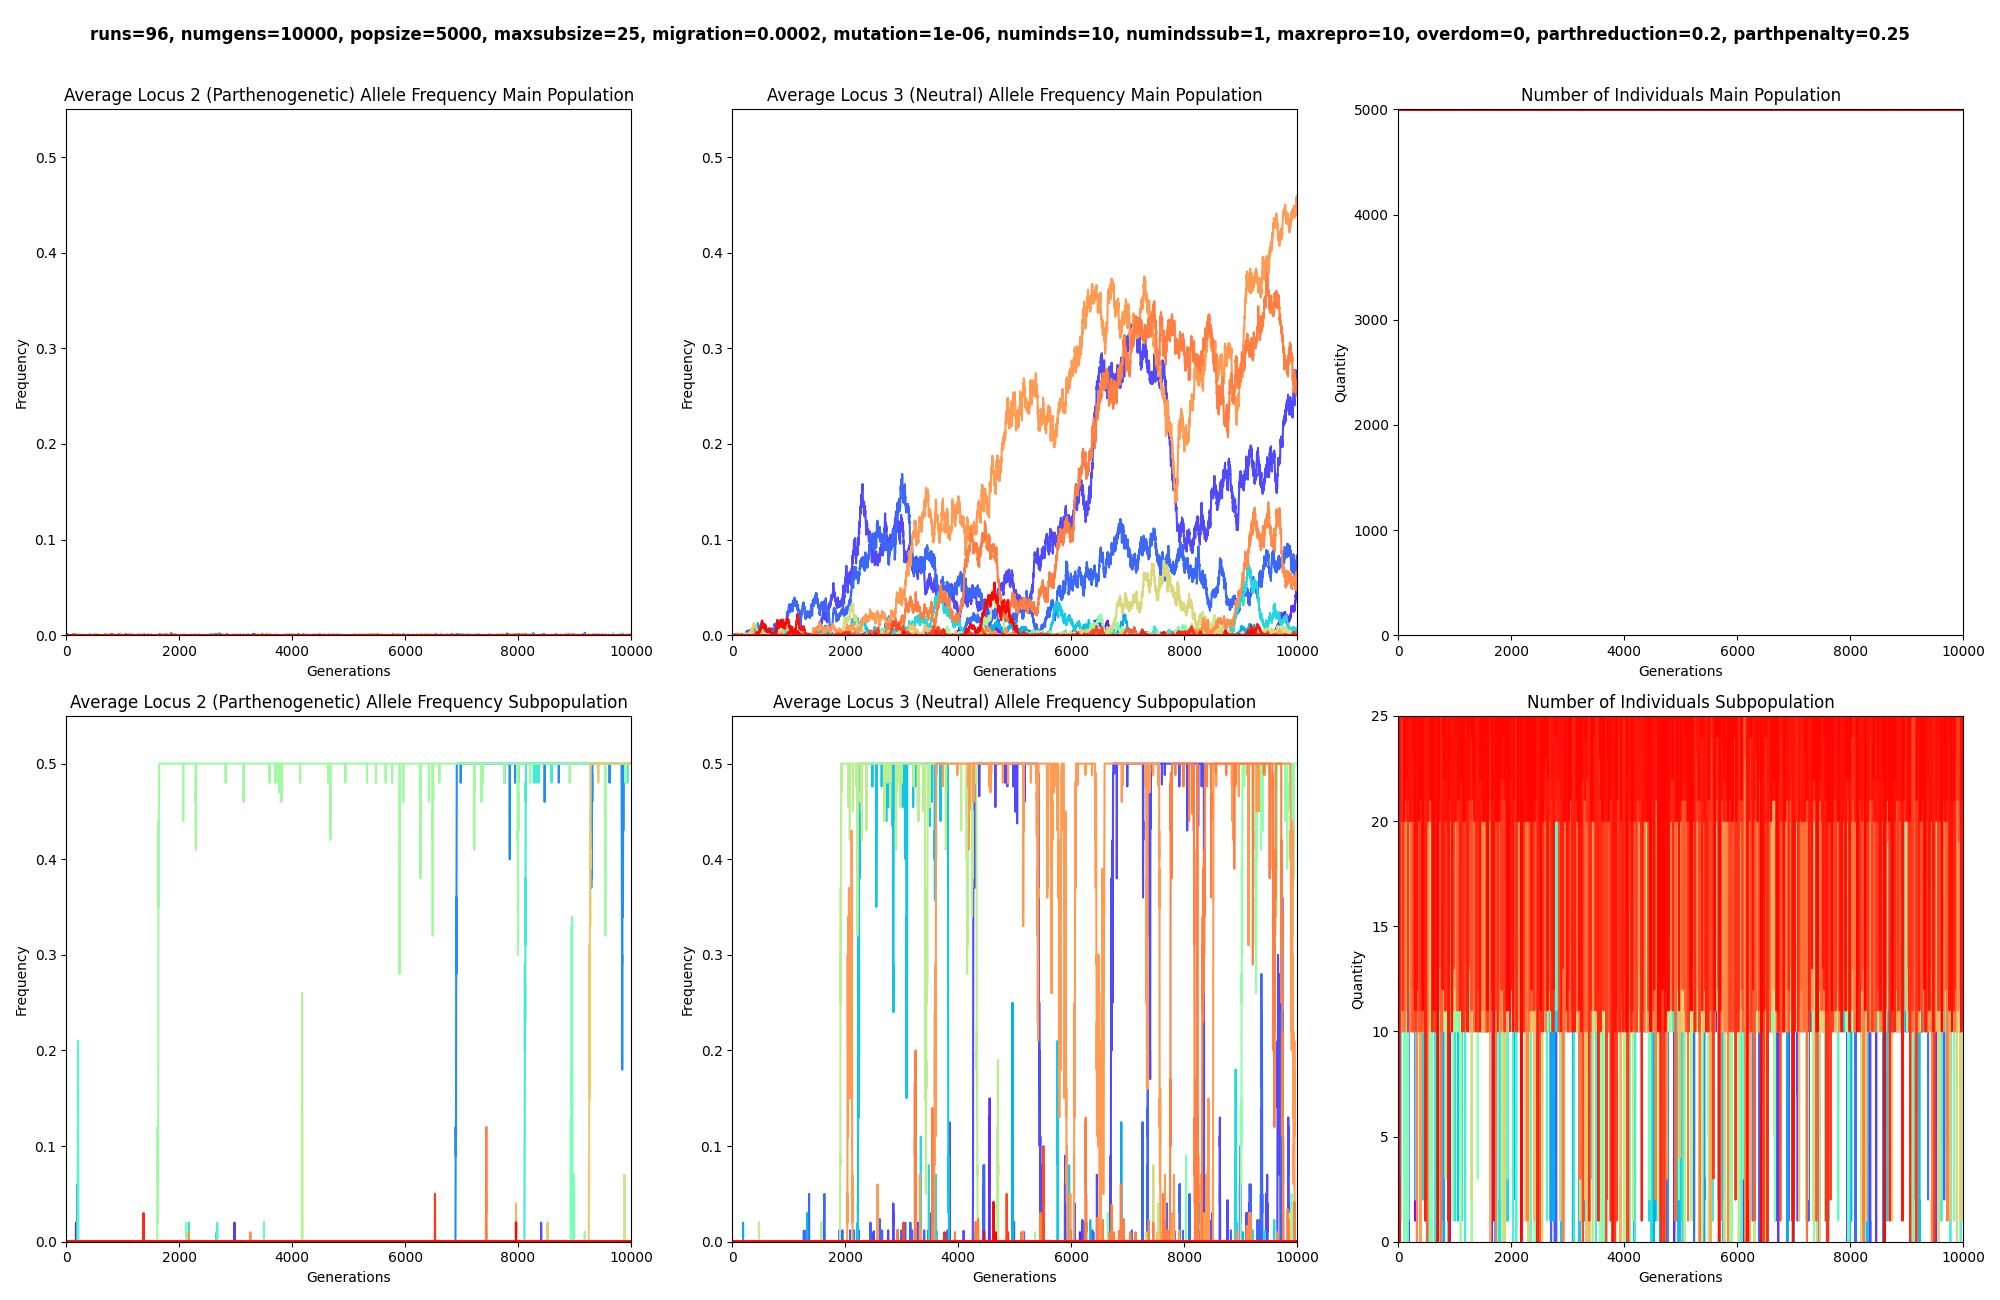 runs=96, numgens=10000, popsize=5000, maxsubsize=25, migration=0.0002, mutation=1e-06, numinds=10, numindssub=1, maxrepro=10, overdom=0, parthreduction=0.2, parthpenalty=0.25
Average Locus 2 (Parthenogenetic) Allele Frequency Main Population
0.5
0.4
0.3
0.2
0.1
0.0
Frequency
0 2000 4000 6000 8000 10000
Generations
Average Locus 3 (Neutral) Allele Frequency Main Population
0.5
0.4
0.3
0.2
0.1
0.0
Frequency
0 2000 4000 6000 8000 10000
Generations
Number of Individuals Main Population
5000
4000
3000
2000
1000
0
Quantity
0 2000 4000 6000 8000 10000
Generations
Average Locus 2 (Parthenogenetic) Allele Frequency Subpopulation
0.5
0.4
0.3
0.2
0.1
0.0
Frequency
0 2000 4000 6000 8000 10000
Generations
Average Locus 3 (Neutral) Allele Frequency Subpopulation
0.5
0.4
0.3
0.2
0.1
0.0
Frequency
0 2000 4000 6000 8000 10000
Generations
Number of Individuals Subpopulation
25
20
15
10
5
0
Quantity
0 2000 4000 6000 8000 10000
Generations